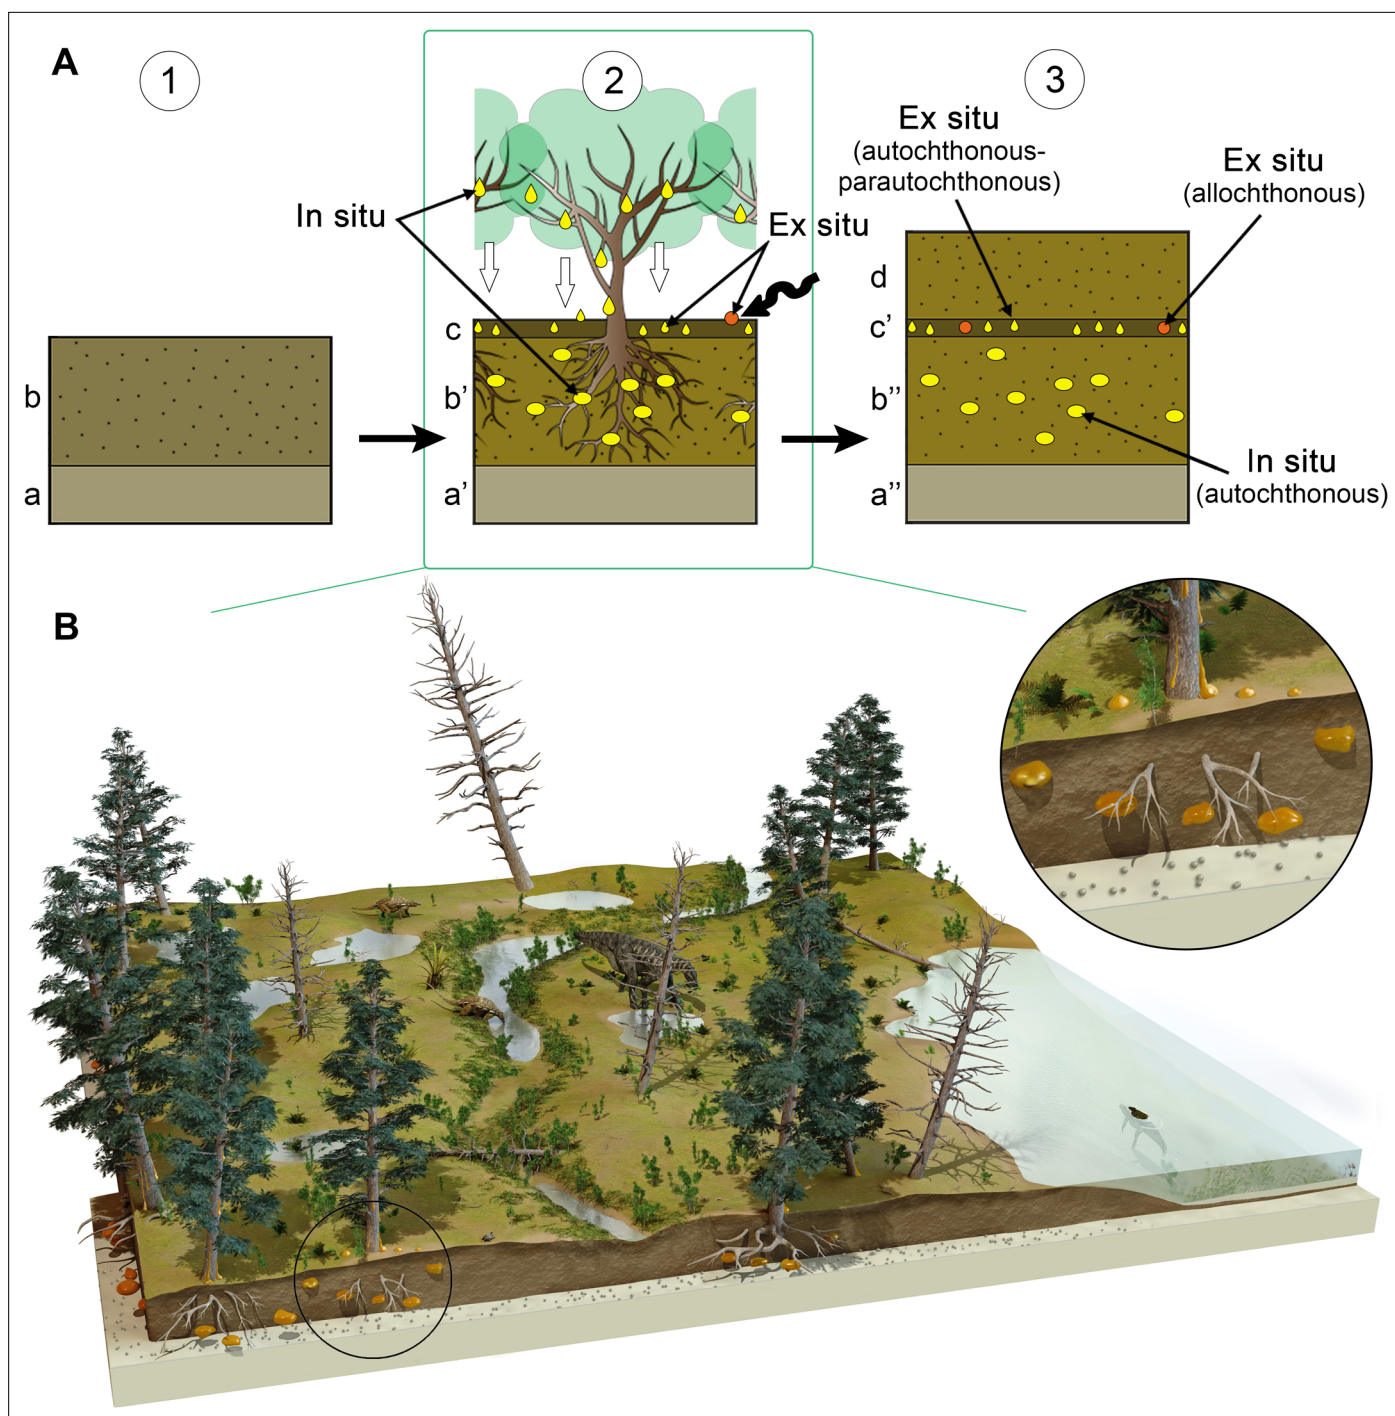 A
1
2
3
Ex situ
(autochthonous-
parautochthonous)
Ex situ
(allochthonous)
In situ
Ex situ
d
c
c’
b
b’
b’’
In situ
(autochthonous)
a
a’
a’’
B